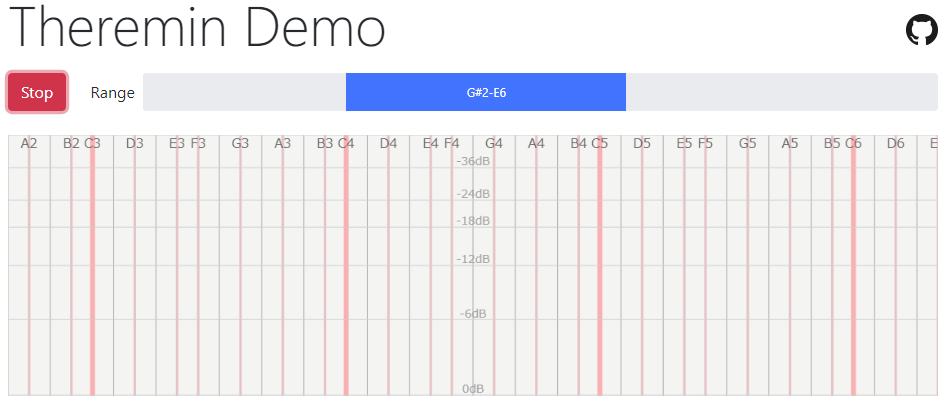 Theremin Demo
Stop Range G#2-E6
A2 B2 C3 D3 E3 F3 G3 A3 B3 C4 D4 E4 F4 G4 A4 B4 C5 D5 E5 F5 G5 A5 B5 C6 D6 E
-36dB
-24dB
-18dB
-12dB
-6dB
0dB